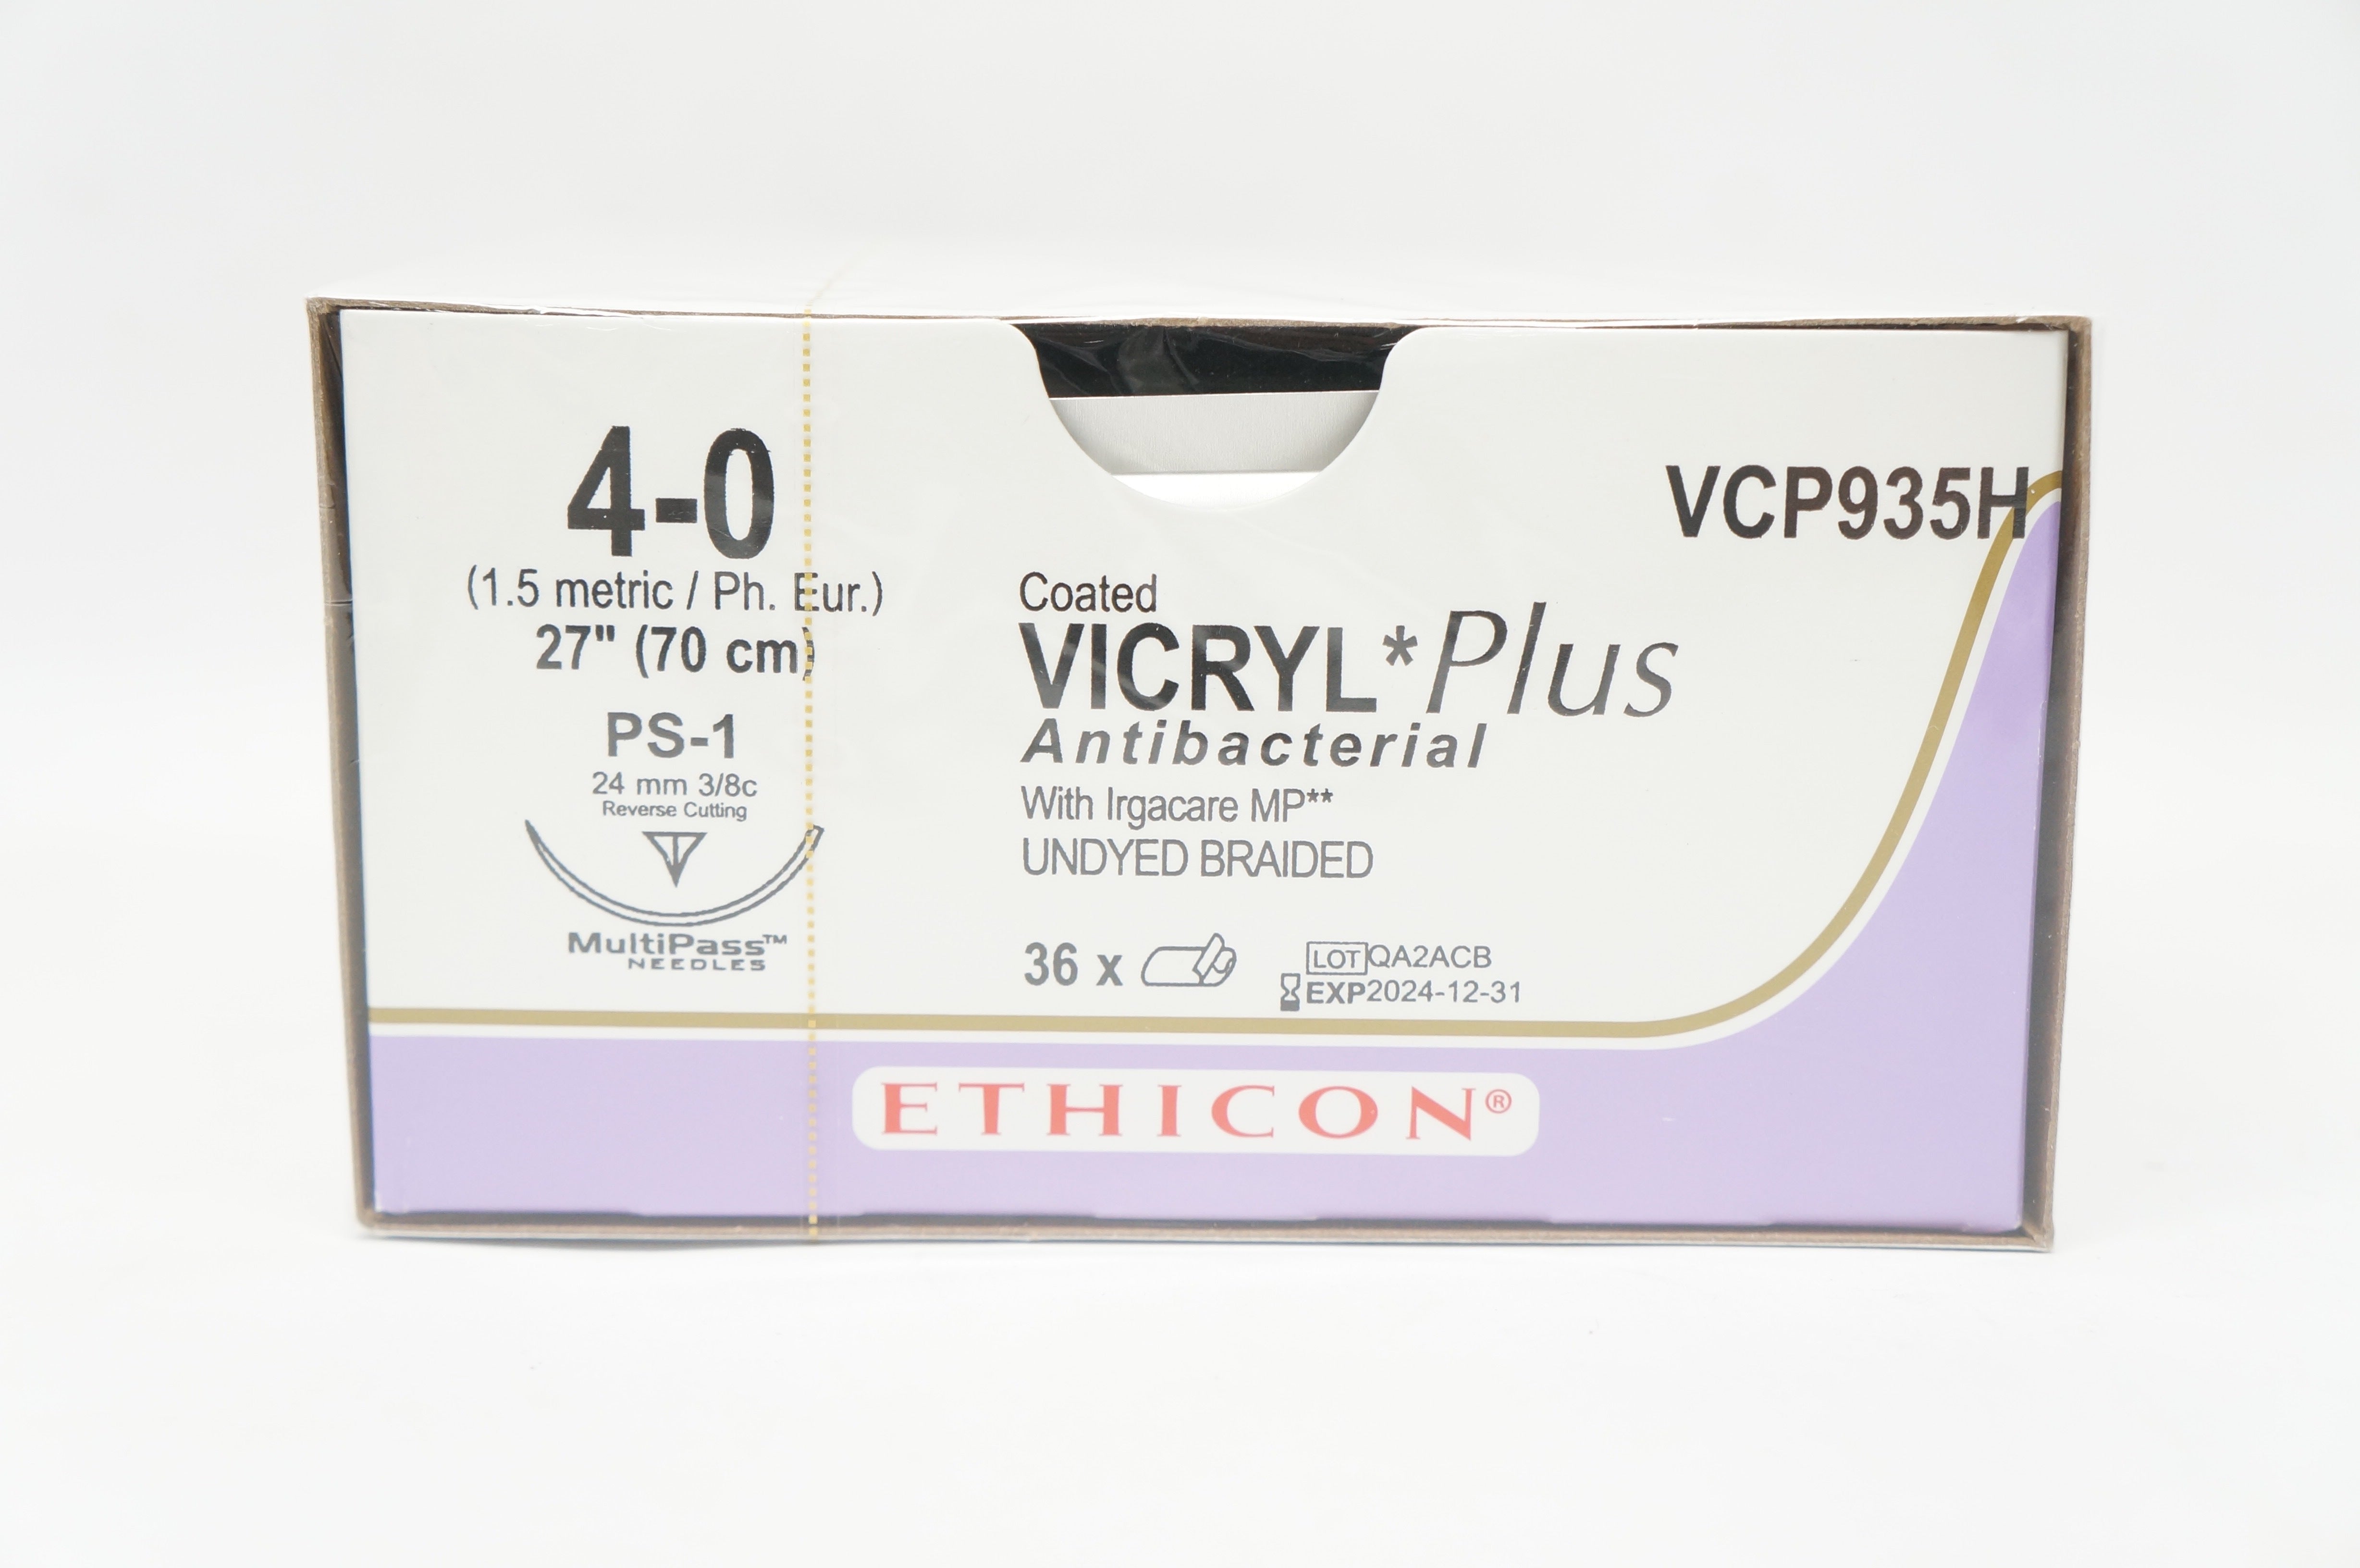 4-0
(1.5 metric / Ph. Eur.)
27" (70 cm)
PS-1
24 mm 3/8c
Reverse Cutting
MultiPass™
NEEDLES
VCP935H
Coated
VICRYL*Plus
Antibacterial
With Irgacare MP**
UNDYED BRAIDED
36 x
LOT QA2ACB
EXP 2024-12-31
ETHICON®